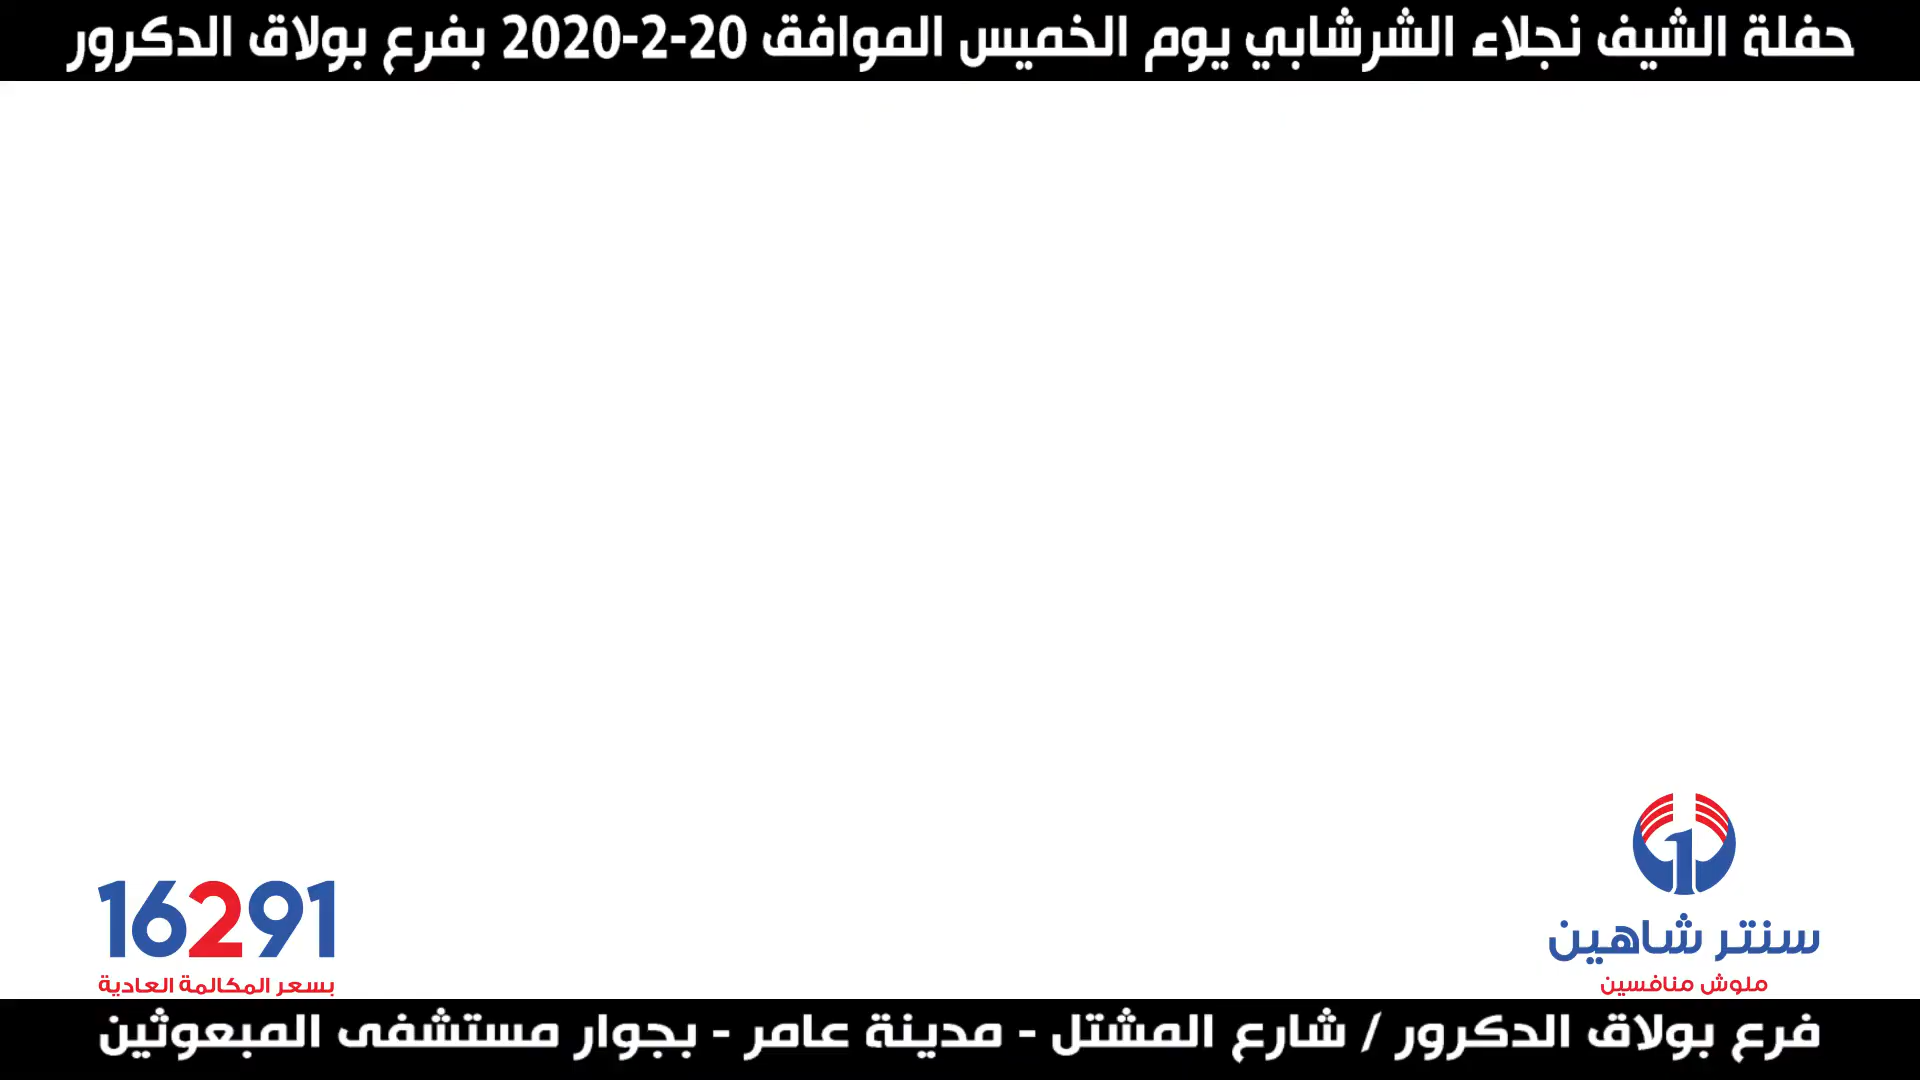 حفلة الشيف نجلاء الشرشابي يوم الخميس الموافق 20-2-2020 بفرع بولاق الدكرور
سنتر شاهين
ملوش منافسين
16291
بسعر المكالمة العادية
فرع بولاق الدكرور / شارع المشتل - مدينة عامر - بجوار مستشفى المبعوثين